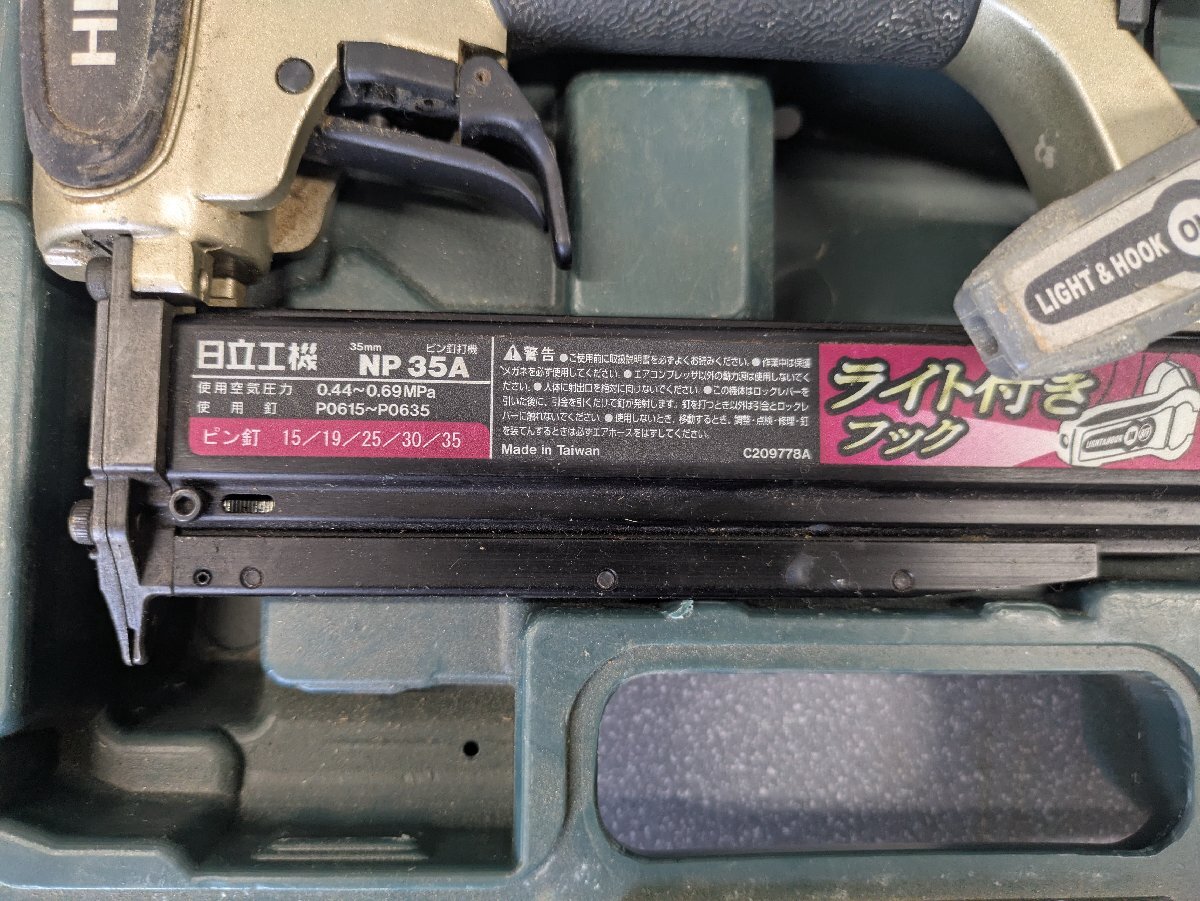 HI
日立工機
35mm ピン釘打機
NP 35A
使用空気圧力 0.44～0.69MPa
使用釘 P0615～P0635
ピン釘 15／19／25／30／35
警告 ●ご使用前に取扱説明書を必ずよくお読みください。●作業中は保護
メガネを必ず使用してください。●エアコンプレッサ以外の動力源は使用しないでく
ださい。●人体に射出口を絶対に向けないでください ●この機体はロックレバーを
引いた後に、引金を引くだけで釘が発射します。釘を打つとき以外は引金とロックレ
バーに触れないでください ●使用しないとき、移動するとき、調整・点検・修理・釘
を装てんするときは必ずエアホースをはずしてください。
Made in Taiwan C209778A
ライト付き
フック
LIGHT & HOOK
LIGHT & HOOK